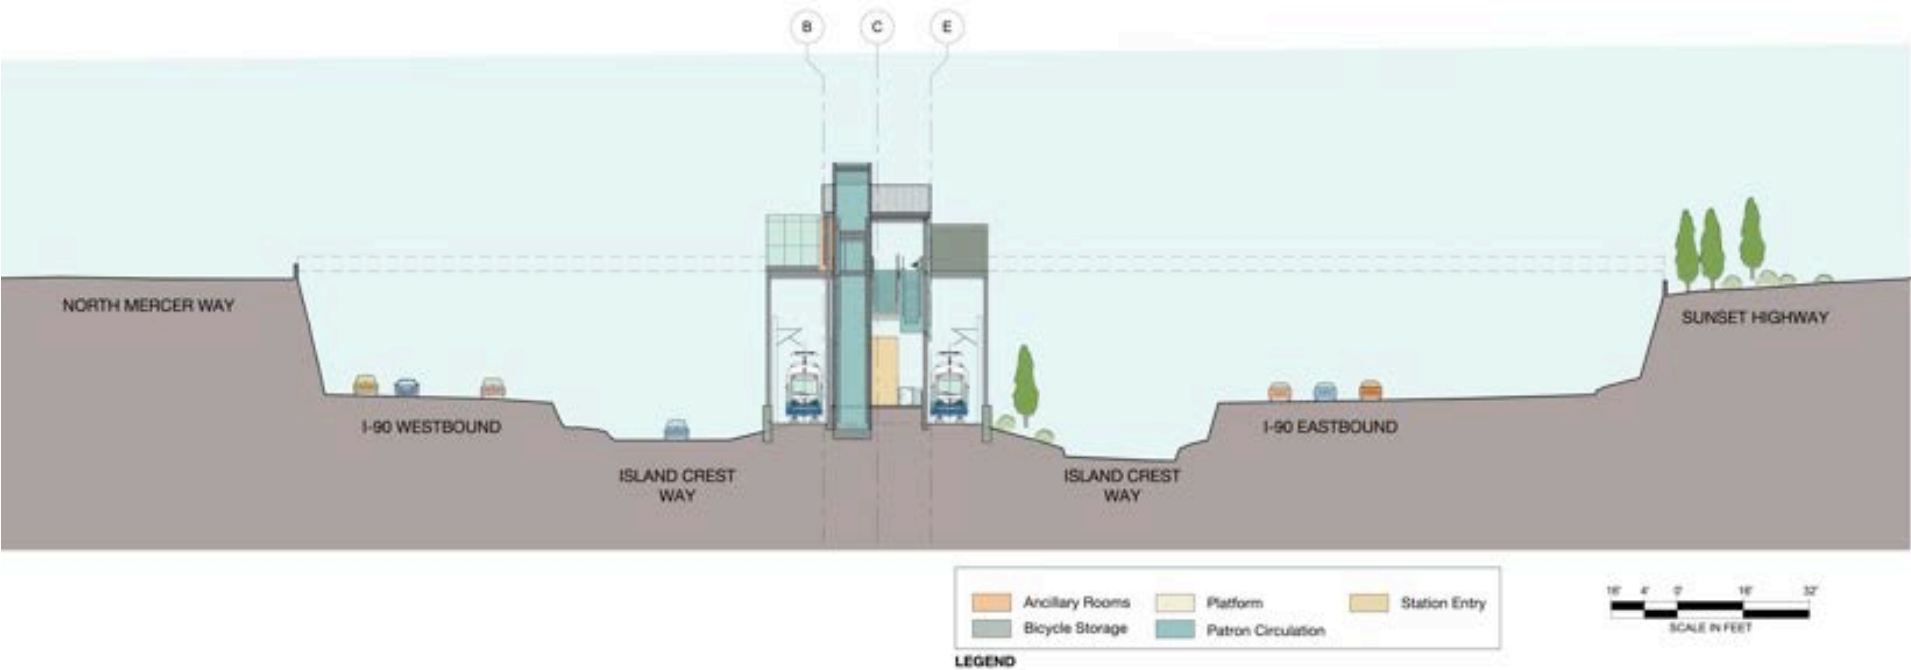 B
C
E
NORTH MERCER WAY
SUNSET HIGHWAY
I-90 WESTBOUND
I-90 EASTBOUND
ISLAND CREST
WAY
ISLAND CREST
WAY
Ancillary Rooms
Platform
Station Entry
Bicycle Storage
Patron Circulation
LEGEND
16' 4' 0' 16' 32'
SCALE IN FEET